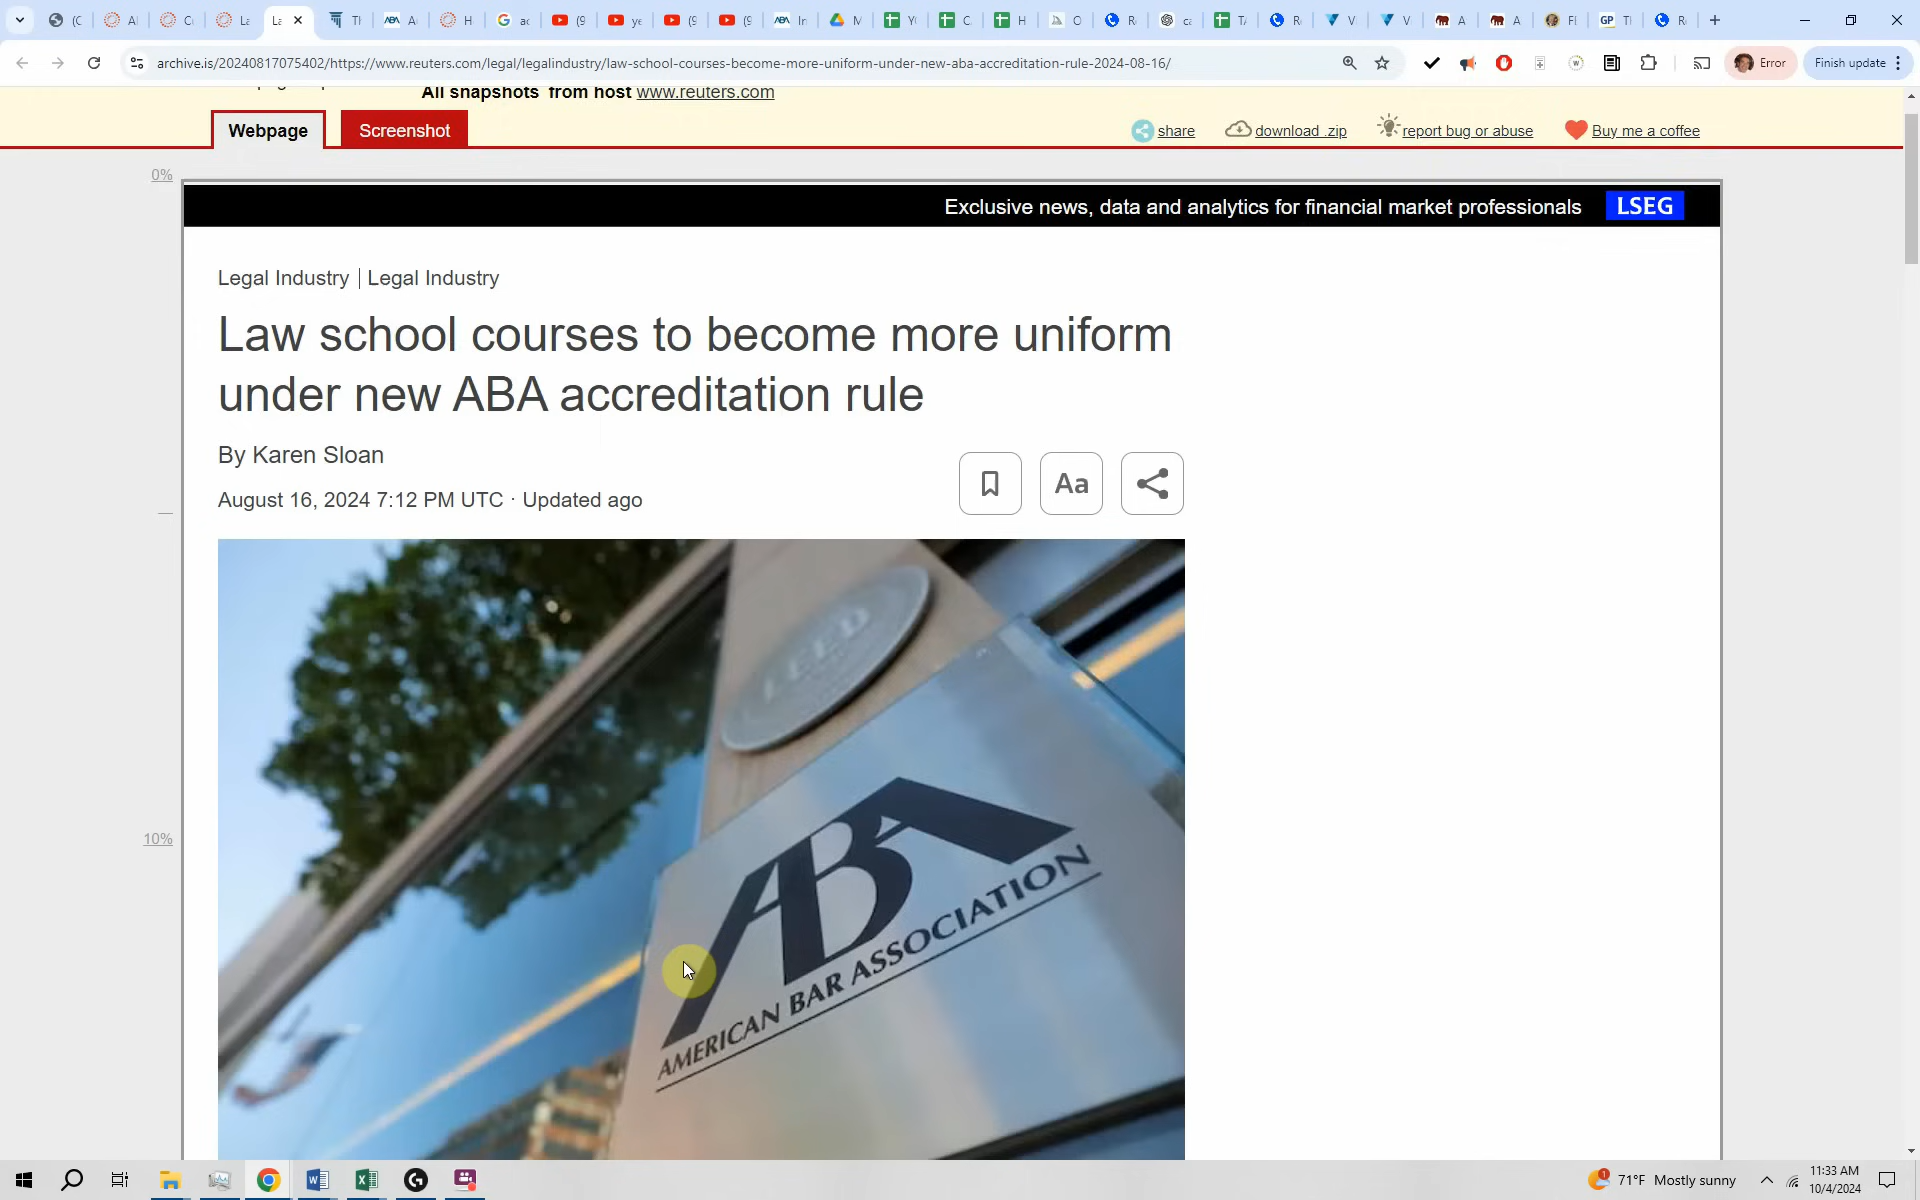 archive.is/20240817075402/https://www.reuters.com/legal/legalindustry/law-school-courses-become-more-uniform-under-new-aba-accreditation-rule-2024-08-16/
Error
Finish update
All snapshots from host www.reuters.com
Webpage
Screenshot
share
download .zip
report bug or abuse
Buy me a coffee
0%
Exclusive news, data and analytics for financial market professionals LSEG
Legal Industry | Legal Industry
Law school courses to become more uniform
under new ABA accreditation rule
By Karen Sloan
August 16, 2024 7:12 PM UTC · Updated ago
Aa
LEED
ABA
AMERICAN BAR ASSOCIATION
10%
71°F Mostly sunny
11:33 AM
10/4/2024